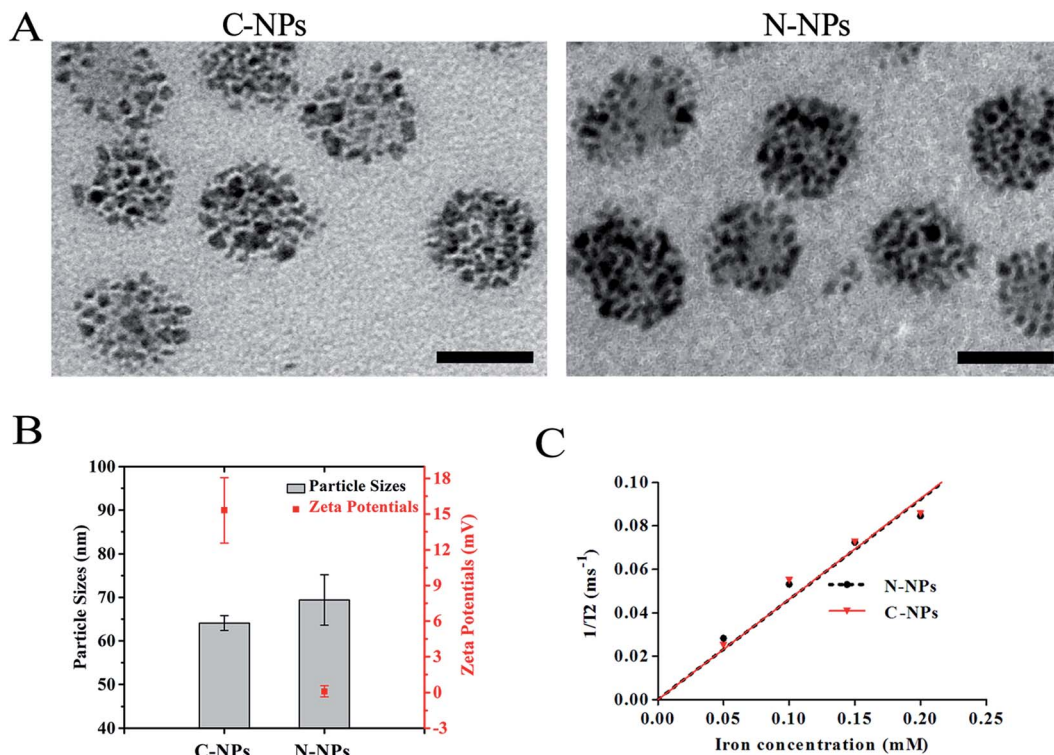 A
C-NPs
N-NPs
B
Particle Sizes (nm)
100
90
80
70
60
50
40
Particle Sizes
Zeta Potentials
18
15
12
9
6
3
0
-3
Zeta Potentials (mV)
C-NPs
N-NPs
C
1/T2 (ms-1)
0.10
0.08
0.06
0.04
0.02
0.00
N-NPs
C-NPs
0.00
0.05
0.10
0.15
0.20
0.25
Iron concentration (mM)